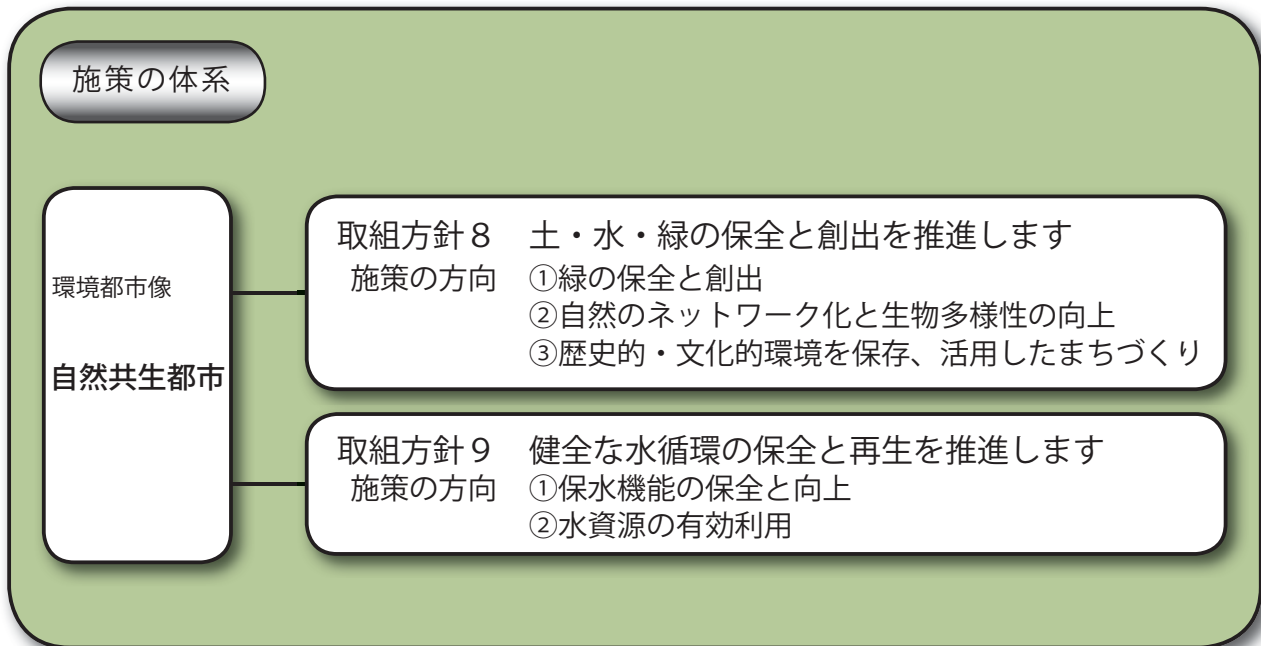 施策の体系
環境都市像
自然共生都市
取組方針８　土・水・緑の保全と創出を推進します
施策の方向　①緑の保全と創出
②自然のネットワーク化と生物多様性の向上
③歴史的・文化的環境を保存、活用したまちづくり
取組方針９　健全な水循環の保全と再生を推進します
施策の方向　①保水機能の保全と向上
②水資源の有効利用